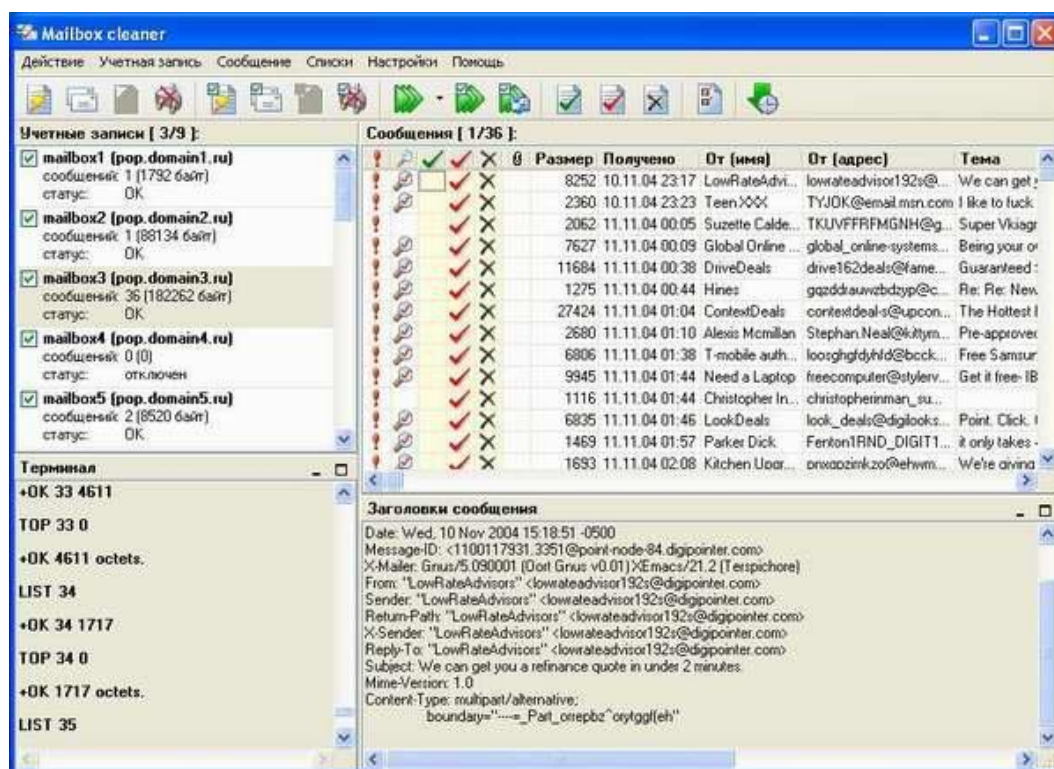 Mailbox cleaner
Действие Учетная запись Сообщение Списки Настройки Помощь
Учетные записи [ 3/9 ]:
mailbox1 (pop.domain1.ru)
сообщений: 1 (1792 байт)
статус: OK
mailbox2 (pop.domain2.ru)
сообщений: 1 (88134 байт)
статус: OK
mailbox3 (pop.domain3.ru)
сообщений: 36 (182262 байт)
статус: OK
mailbox4 (pop.domain4.ru)
сообщений: 0 (0)
статус: отключен
mailbox5 (pop.domain5.ru)
сообщений: 2 (8520 байт)
статус: OK
Терминал
+OK 33 4611
TOP 33 0
+OK 4611 octets.
LIST 34
+OK 34 1717
TOP 34 0
+OK 1717 octets.
LIST 35
Сообщения [ 1/36 ]:
Размер Получено От (имя) От (адрес) Тема
8252 10.11.04 23:17 LowRateAdvi... lowrateadvisor192s@... We can get
2360 10.11.04 23:23 Teen XXX TYJOK@email.msn.com I like to fuck
2062 11.11.04 00:05 Suzette Calde... TKUVFFRFMGNH@g... Super Vkiagr
7627 11.11.04 00:09 Global Online ... global_online-systems... Being your
11684 11.11.04 00:38 DriveDeals drive162deals@fame... Guaranteed
1275 11.11.04 00:44 Hines Re: Re: New
27424 11.11.04 01:04 ContextDeals contextdeal-s@upcon... The Hottest
2680 11.11.04 01:10 Alexis Mcmillan Stephan.Neal@kittym... Pre-approved
6806 11.11.04 01:38 T-mobile auth... Free Samsun
9945 11.11.04 01:44 Need a Laptop freecomputer@stylerv... Get it free- IB
1116 11.11.04 01:44 Christopher In... christopherinman_su...
6835 11.11.04 01:46 LookDeals look_deals@digilooks... Point. Click.
1469 11.11.04 01:57 Parker Dick Fenton1RND_DIGIT1... it only takes -
1693 11.11.04 02:08 Kitchen Upgr... We're giving
Заголовки сообщения
Date: Wed, 10 Nov 2004 15:18:51 -0500
Message-ID: <1100117931.3351@point-node-84.digipointer.com>
X-Mailer: Gnus/5.090001 (Oort Gnus v0.01) XEmacs/21.2 (Terspichore)
From: "LowRateAdvisors" <lowrateadvisor192s@digipointer.com>
Sender: "LowRateAdvisors" <lowrateadvisor192s@digipointer.com>
Return-Path: "LowRateAdvisors" <lowrateadvisor192s@digipointer.com>
X-Sender: "LowRateAdvisors" <lowrateadvisor192s@digipointer.com>
Reply-To: "LowRateAdvisors" <lowrateadvisor192s@digipointer.com>
Subject: We can get you a refinance quote in under 2 minutes.
Mime-Version: 1.0
Content-Type: multipart/alternative;
boundary="----=_Part_orrepbz^orytggf(eh"